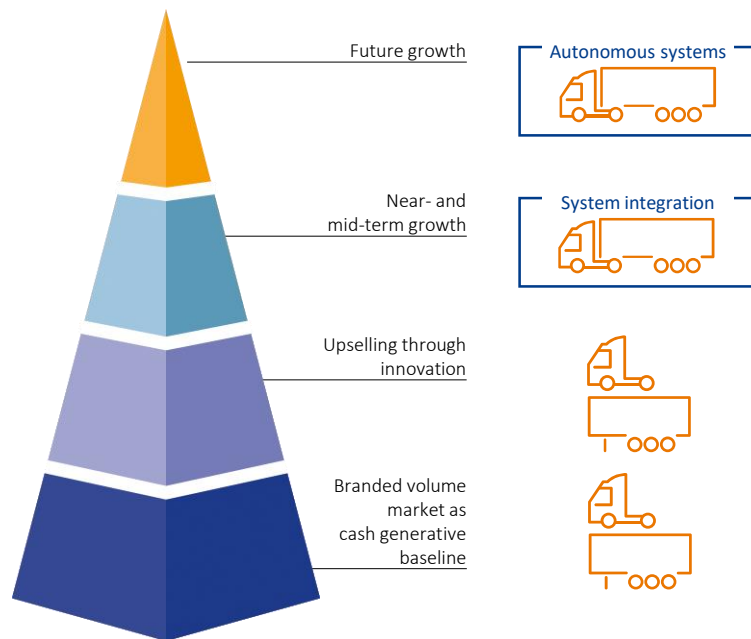 Future growth
Autonomous systems
Near- and
mid-term growth
System integration
Upselling through
innovation
Branded volume
market as
cash generative
baseline